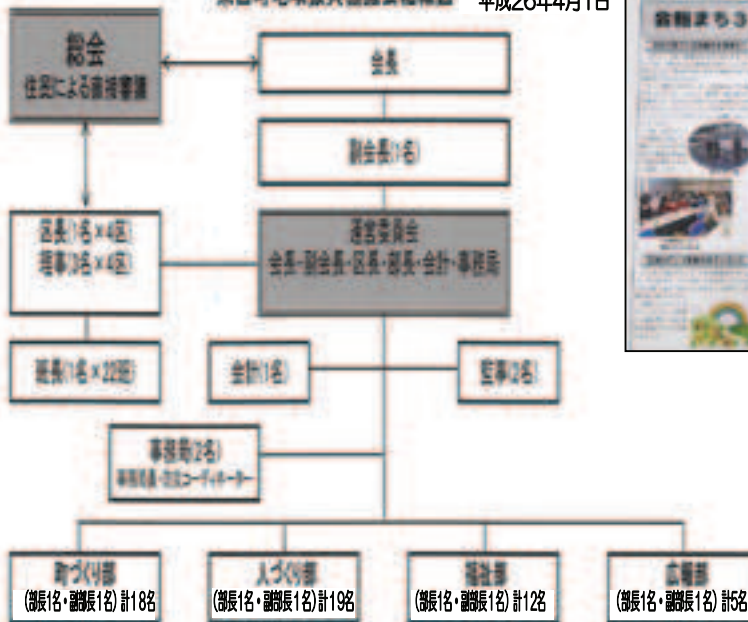 平成26年4月1日
総会
住民による直接審議
会長
副会長(1名)
区長(1名×4区)
理事(3名×4区)
運営委員会
会長・副会長・区長・部長・会計・事務局
班長(1名×22班)
会計(1名)
監事(2名)
事務局(2名)
町づくり部
(部長1名・副部長1名)計18名
人づくり部
(部長1名・副部長1名)計19名
福祉部
(部長1名・副部長1名)計12名
広報部
(部長1名・副部長1名)計5名